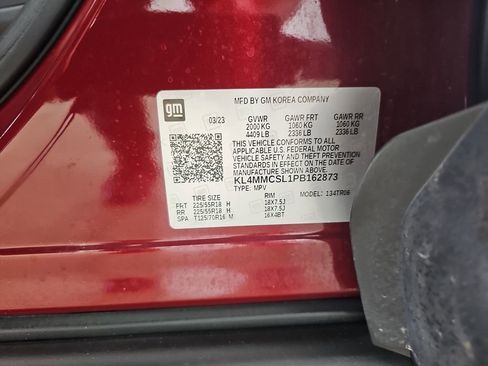 gm
MFD BY GM KOREA COMPANY
03/23 GVWR GAWR FRT GAWR RR
2000 KG 1060 KG 1060 KG
4409 LB 2336 LB 2336 LB
THIS VEHICLE CONFORMS TO ALL
APPLICABLE U.S. FEDERAL MOTOR
VEHICLE SAFETY AND THEFT PREVENTION
STANDARDS IN EFFECT ON THE DATE OF
MANUFACTURE SHOWN ABOVE.
KL4MMCSL1PB162873
TYPE: MPV MODEL: 134TR06
TIRE RIM
FRT 225/55R18 H 18X7.5J
RR 225/55R18 H 18X7.5J
SPA T125/70R16 M 16X4BT